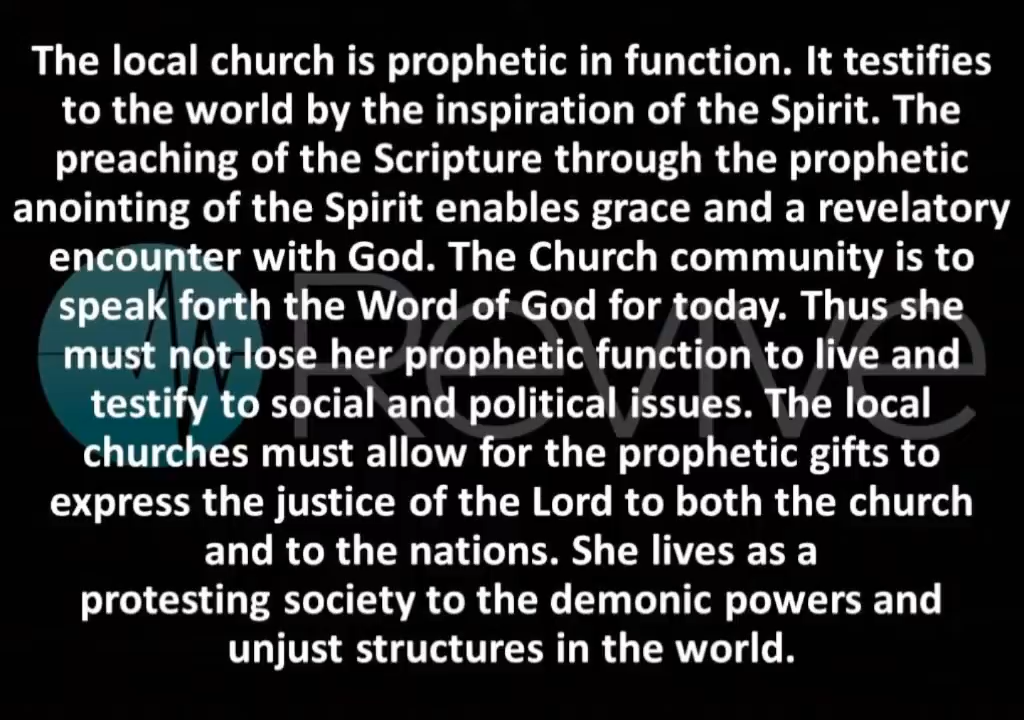 The local church is prophetic in function. It testifies
to the world by the inspiration of the Spirit. The
preaching of the Scripture through the prophetic
anointing of the Spirit enables grace and a revelatory
encounter with God. The Church community is to
speak forth the Word of God for today. Thus she
must not lose her prophetic function to live and
testify to social and political issues. The local
churches must allow for the prophetic gifts to
express the justice of the Lord to both the church
and to the nations. She lives as a
protesting society to the demonic powers and
unjust structures in the world.
Revive